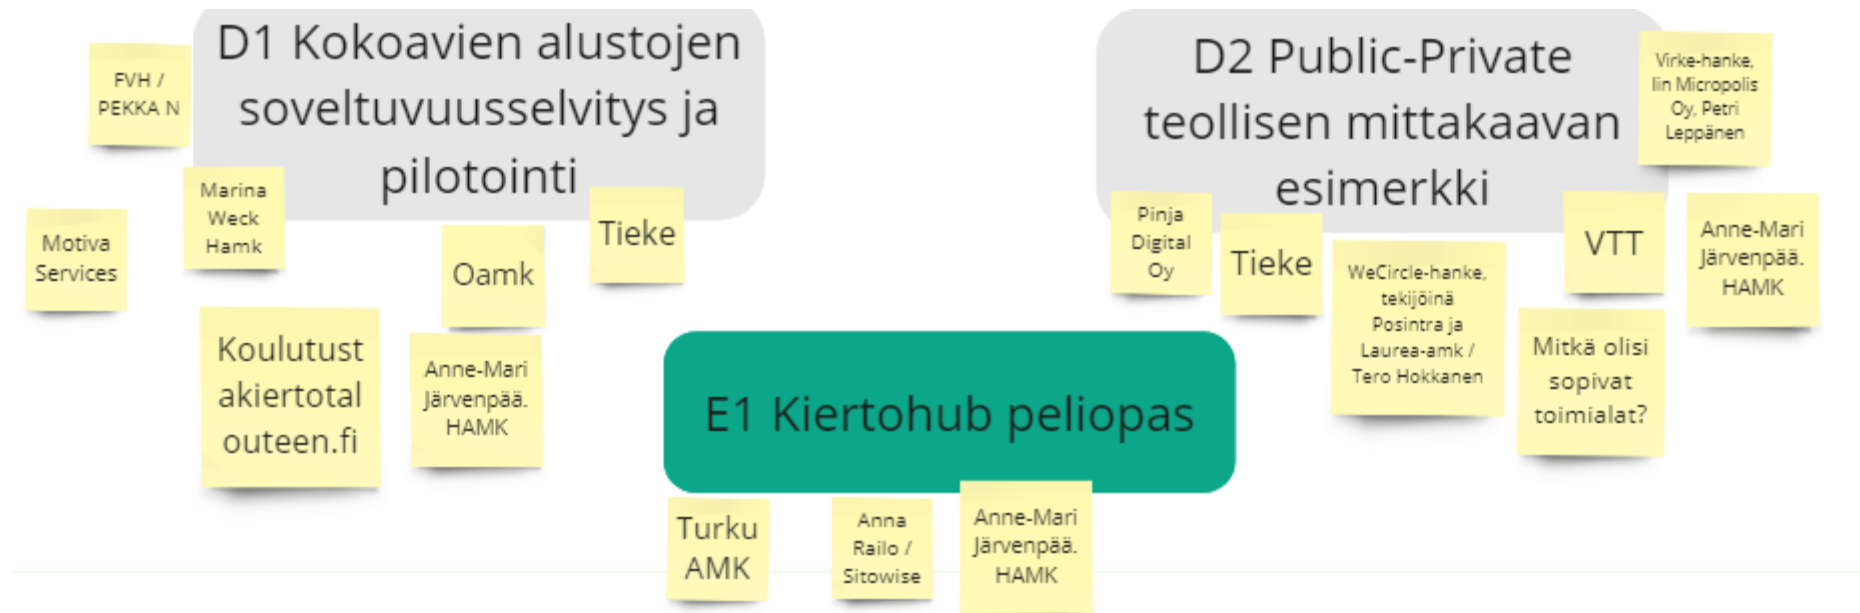 D1 Kokoavien alustojen
soveltuvuusselvitys ja
pilotointi
FVH /
PEKKA N
Marina
Weck
Hamk
Motiva
Services
Tieke
Oamk
Koulutust
akiertotal
outeen.fi
Anne-Mari
Järvenpää.
HAMK
D2 Public-Private
teollisen mittakaavan
esimerkki
Virke-hanke,
Iin Micropolis
Oy, Petri
Leppänen
Pinja
Digital
Oy
Tieke
WeCircle-hanke,
tekijöinä
Posintra ja
Laurea-amk /
Tero Hokkanen
VTT
Anne-Mari
Järvenpää.
HAMK
Mitkä olisi
sopivat
toimialat?
E1 Kiertohub peliopas
Turku
AMK
Anna
Railo /
Sitowise
Anne-Mari
Järvenpää.
HAMK